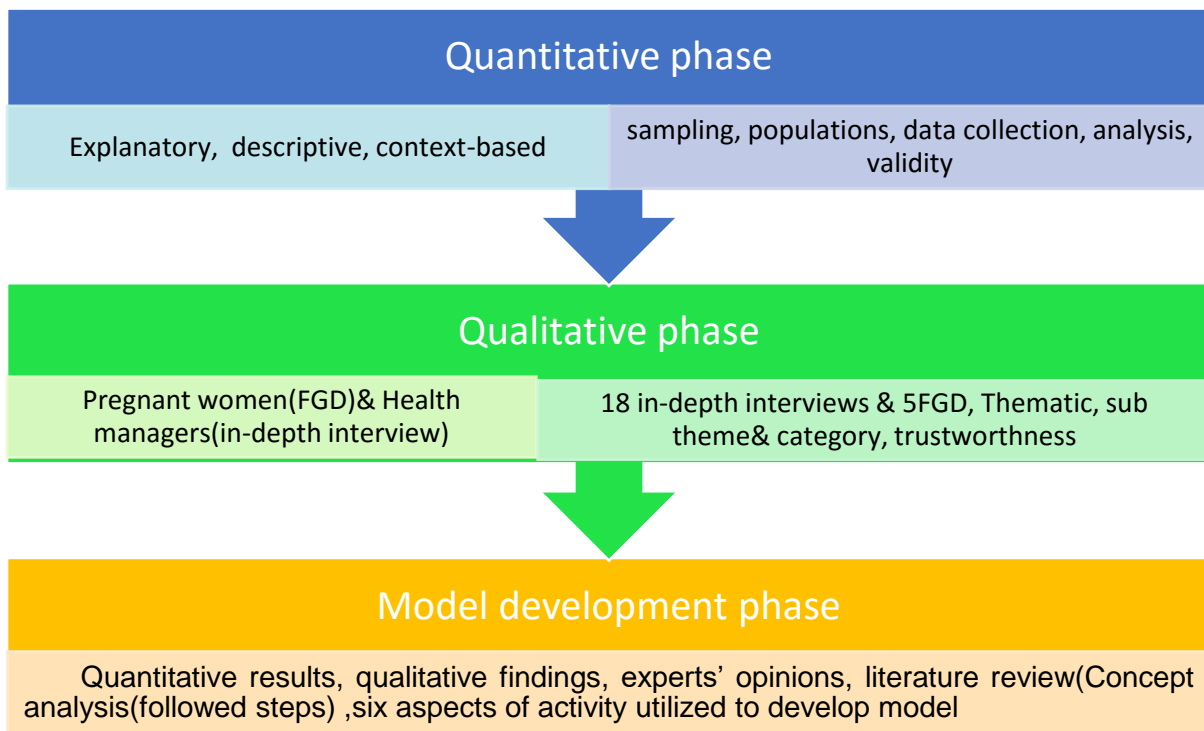 Quantitative phase
Explanatory, descriptive, context-based
sampling, populations, data collection, analysis,
validity
Qualitative phase
Pregnant women(FGD)& Health
managers(in-depth interview)
18 in-depth interviews & 5FGD, Thematic, sub
theme& category, trustworthness
Model development phase
Quantitative results, qualitative findings, experts’ opinions, literature review(Concept
analysis(followed steps) ,six aspects of activity utilized to develop model